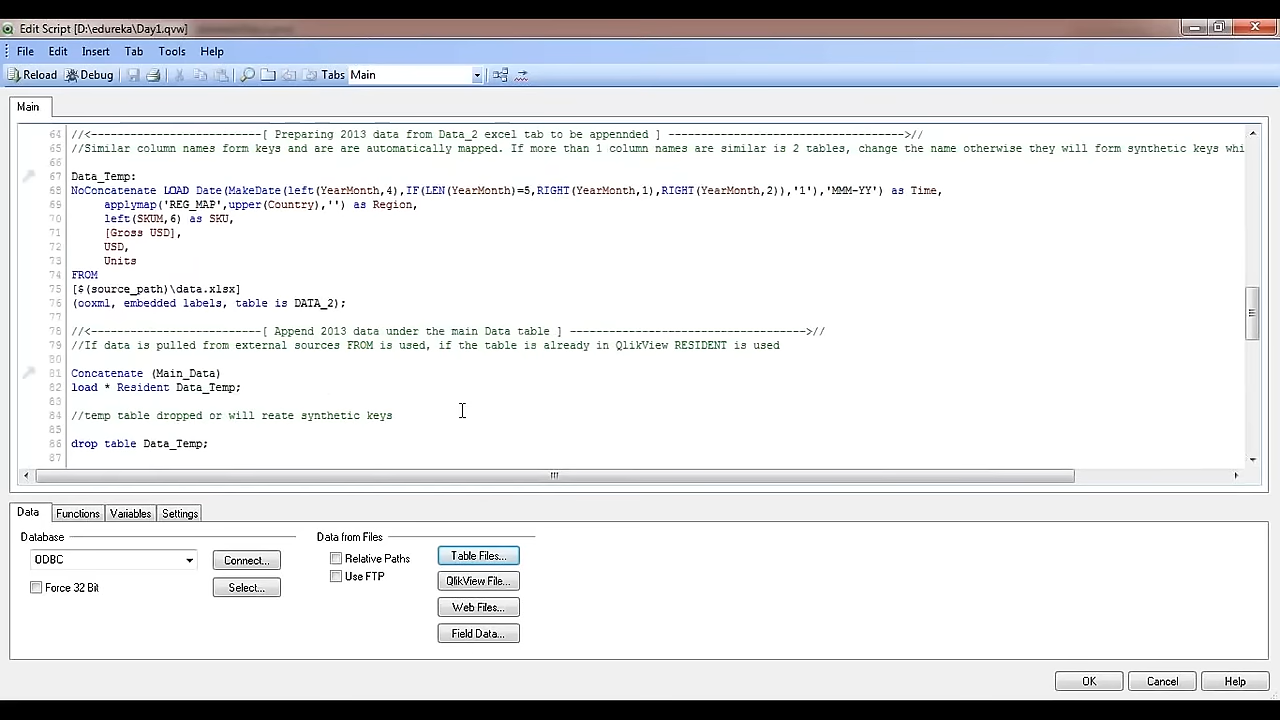 Edit Script [D:\edureka\Day1.qvw]
File Edit Insert Tab Tools Help
Reload Debug Tabs Main
Main
64 //<--------------------------[ Preparing 2013 data from Data_2 excel tab to be appennded ] ------------------------------------>//
65 //Similar column names form keys and are are automatically mapped. If more than 1 column names are similar is 2 tables, change the name otherwise they will form synthetic keys whi
66
67 Data_Temp:
68 NoConcatenate LOAD Date(MakeDate(left(YearMonth,4),IF(LEN(YearMonth)=5,RIGHT(YearMonth,1),RIGHT(YearMonth,2)),'1'),'MMM-YY') as Time,
69 applymap('REG_MAP',upper(Country),'') as Region,
70 left(SKUM,6) as SKU,
71 [Gross USD],
72 USD,
73 Units
74 FROM
75 [$(source_path)\data.xlsx]
76 (ooxml, embedded labels, table is DATA_2);
77
78 //<--------------------------[ Append 2013 data under the main Data table ] ------------------------------------>//
79 //If data is pulled from external sources FROM is used, if the table is already in QlikView RESIDENT is used
80
81 Concatenate (Main_Data)
82 load * Resident Data_Temp;
83
84 //temp table dropped or will reate synthetic keys
85
86 drop table Data_Temp;
87
Data Functions Variables Settings
Database
ODBC Connect...
Force 32 Bit Select...
Data from Files
Relative Paths Table Files...
Use FTP QlikView File...
Web Files...
Field Data...
OK Cancel Help